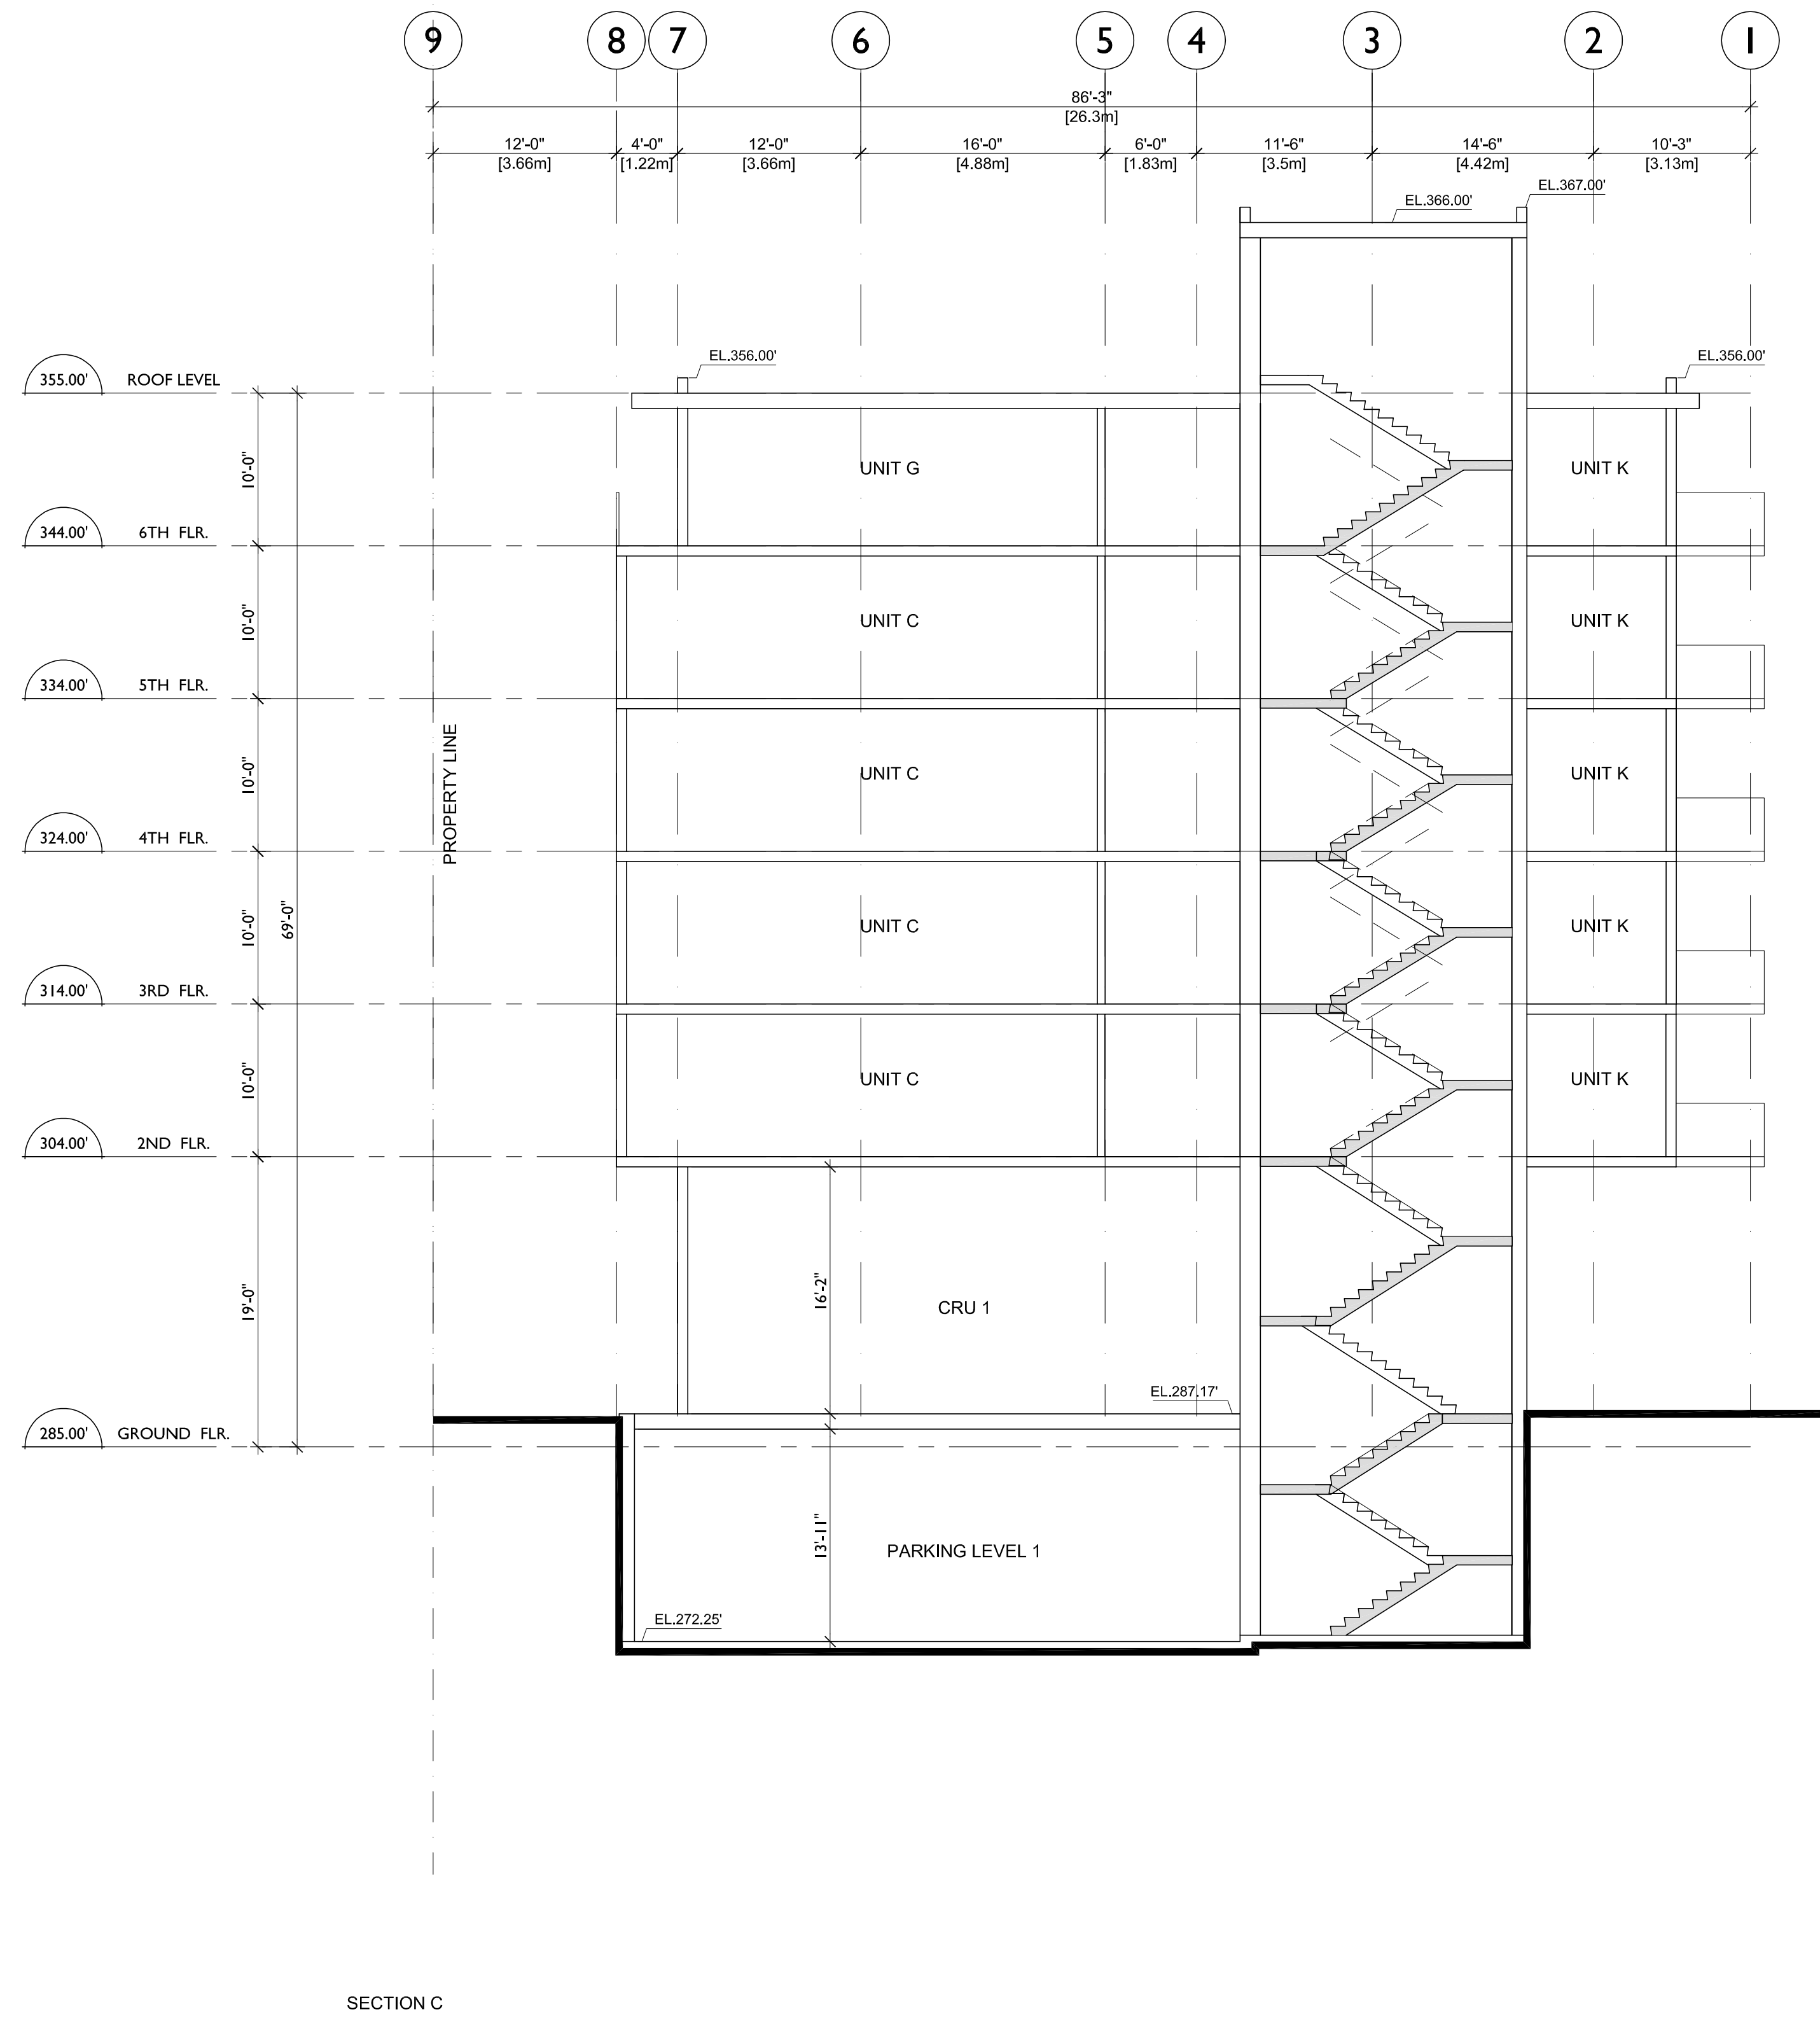 9 8 7 6 5 4 3 2 1
86'-3"
[26.3m]
12'-0" 4'-0" 12'-0" 16'-0" 6'-0" 11'-6" 14'-6" 10'-3"
[3.66m] [1.22m] [3.66m] [4.88m] [1.83m] [3.5m] [4.42m] [3.13m]
EL.367.00'
EL.366.00'
EL.356.00' EL.356.00'
355.00' ROOF LEVEL
10'-0" UNIT G UNIT K
344.00' 6TH FLR.
10'-0" UNIT C UNIT K
334.00' 5TH FLR.
PROPERTY LINE
10'-0" UNIT C UNIT K
324.00' 4TH FLR.
69'-0"
10'-0" UNIT C UNIT K
314.00' 3RD FLR.
10'-0" UNIT C UNIT K
304.00' 2ND FLR.
19'-0" 16'-2" CRU 1
EL.287.17'
285.00' GROUND FLR.
13'-11" PARKING LEVEL 1
EL.272.25'
SECTION C